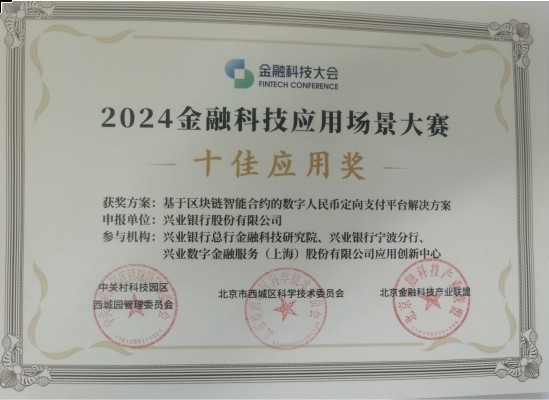 金融科技大会
FINTECH CONFERENCE
2024金融科技应用场景大赛
十佳应用奖
获奖方案：基于区块链智能合约的数字人民币定向支付平台解决方案
申报单位：兴业银行股份有限公司
参与机构：兴业银行总行金融科技研究院、兴业银行宁波分行、
兴业数字金融服务（上海）股份有限公司应用创新中心
中关村科技园区
西城园管理委员会
北京市西城区科学技术委员会
北京金融科技产业联盟